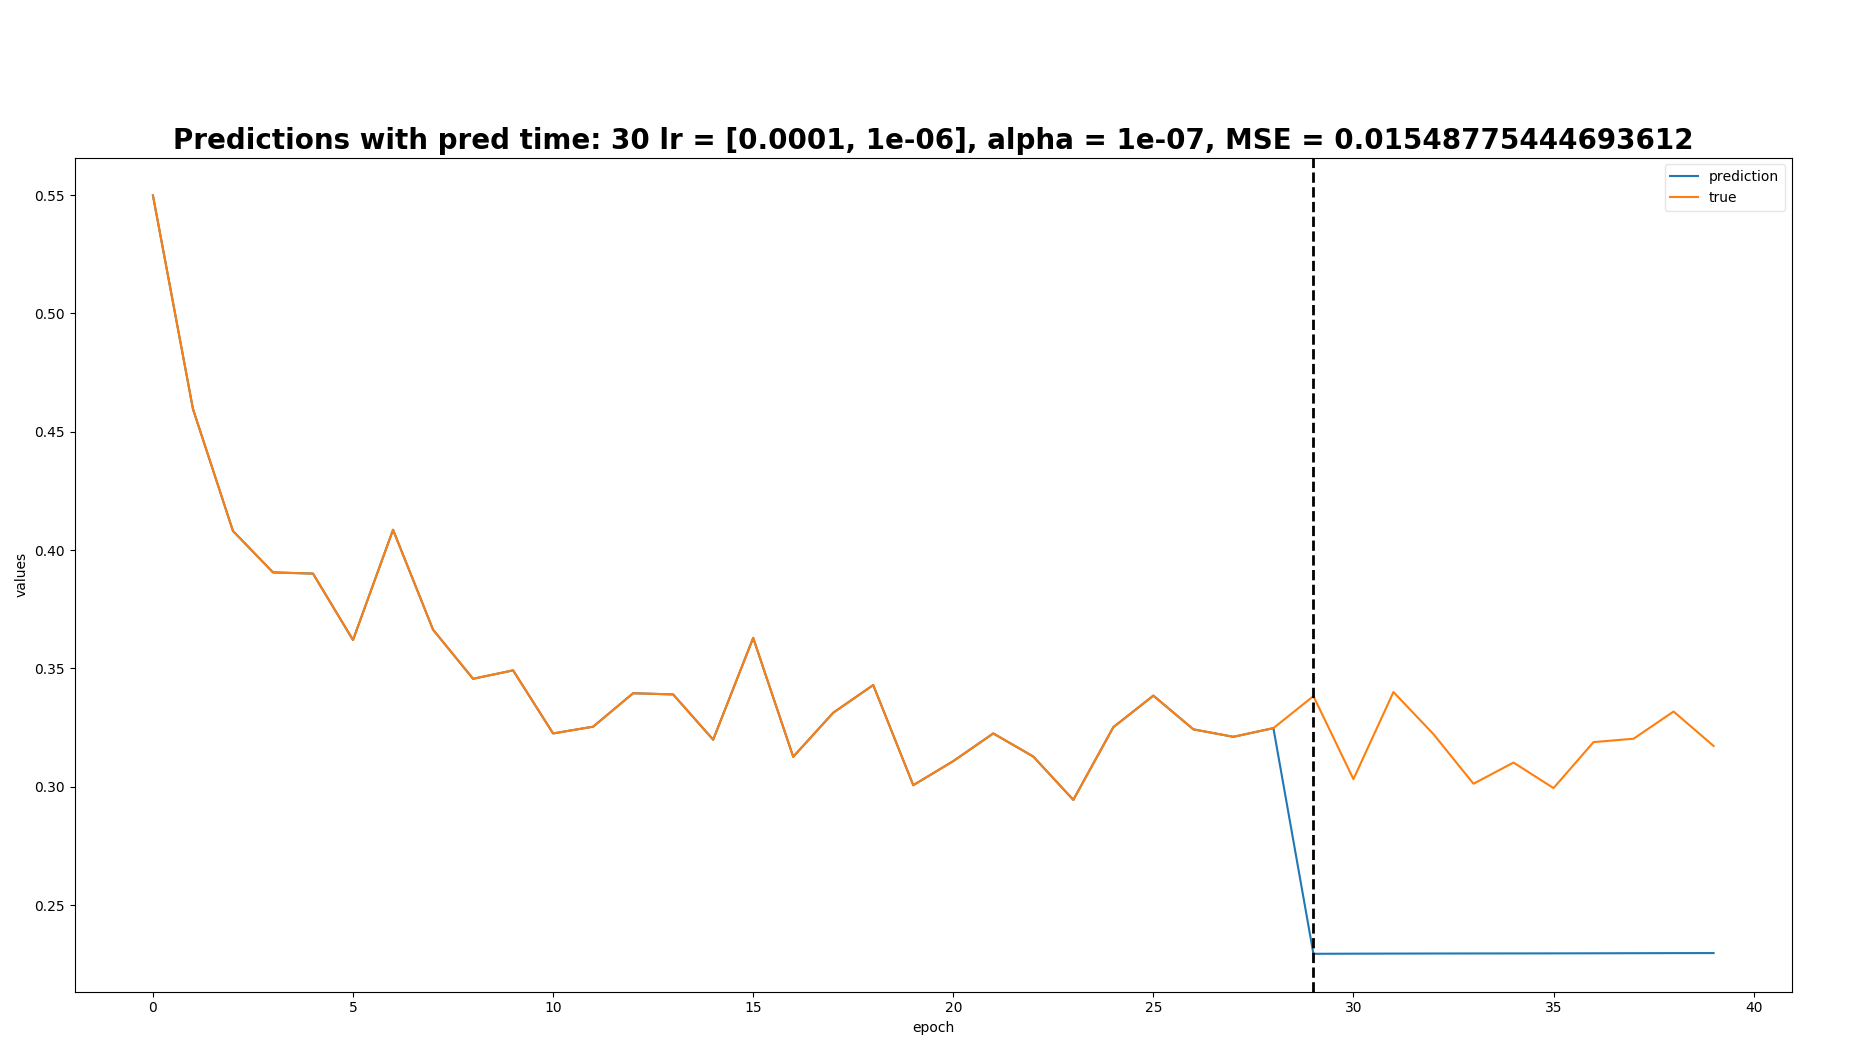 Predictions with pred time: 30 lr = [0.0001, 1e-06], alpha = 1e-07, MSE = 0.01548775444693612
prediction
true
0.55
0.50
0.45
0.40
0.35
0.30
0.25
values
0 5 10 15 20 25 30 35 40
epoch